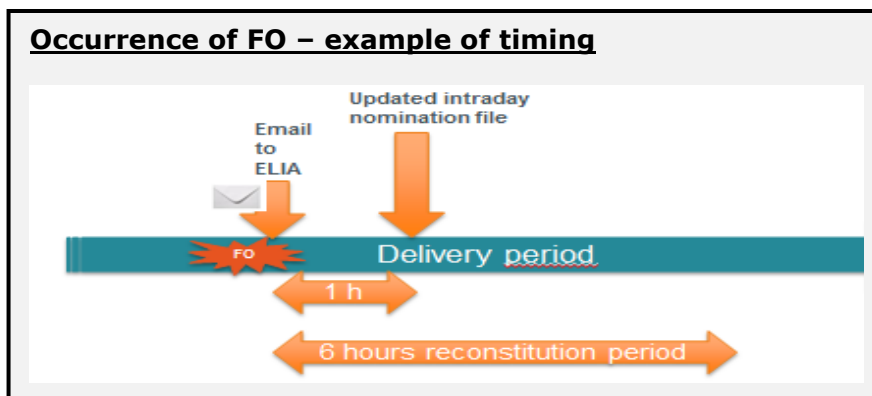 Occurrence of FO – example of timing
Updated intraday
nomination file
Email
to
ELIA
FO
Delivery period
1 h
6 hours reconstitution period